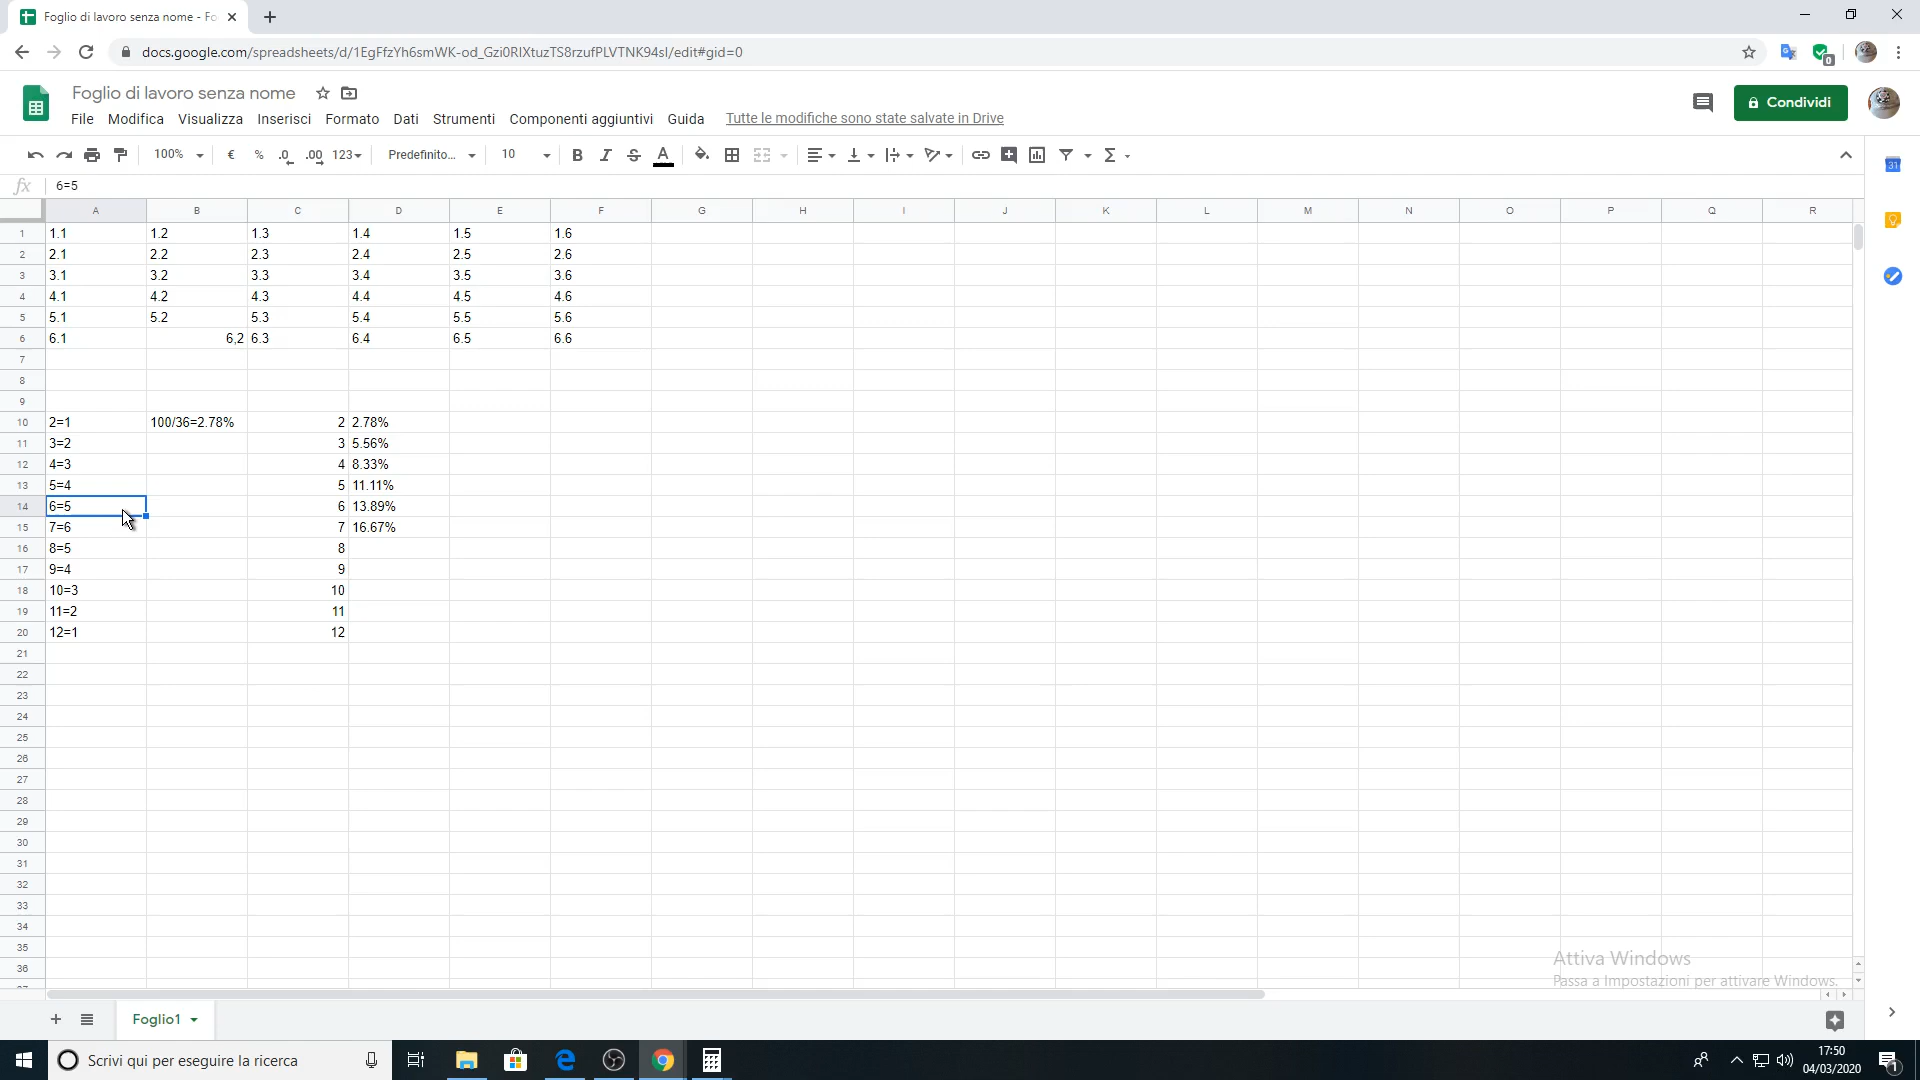 Foglio di lavoro senza nome - Fo
docs.google.com/spreadsheets/d/1EgFfzYh6smWK-od_Gzi0RIXtuzTS8rzufPLVTNK94sI/edit#gid=0
0
Foglio di lavoro senza nome
File Modifica Visualizza Inserisci Formato Dati Strumenti Componenti aggiuntivi Guida Tutte le modifiche sono state salvate in Drive
Condividi
100% € % .0 .00 123 Predefinito... 10 B I S A Σ
31
fx 6=5
A B C D E F G H I J K L M N O P Q R
1 1.1 1.2 1.3 1.4 1.5 1.6
2 2.1 2.2 2.3 2.4 2.5 2.6
3 3.1 3.2 3.3 3.4 3.5 3.6
4 4.1 4.2 4.3 4.4 4.5 4.6
5 5.1 5.2 5.3 5.4 5.5 5.6
6 6.1 6,2 6.3 6.4 6.5 6.6
7
8
9
10 2=1 100/36=2.78% 2 2.78%
11 3=2 3 5.56%
12 4=3 4 8.33%
13 5=4 5 11.11%
14 6=5 6 13.89%
15 7=6 7 16.67%
16 8=5 8
17 9=4 9
18 10=3 10
19 11=2 11
20 12=1 12
21
22
23
24
25
26
27
28
29
30
31
32
33
34
35
36
Attiva Windows
Passa a Impostazioni per attivare Windows.
Foglio1
Scrivi qui per eseguire la ricerca
17:50
04/03/2020
1